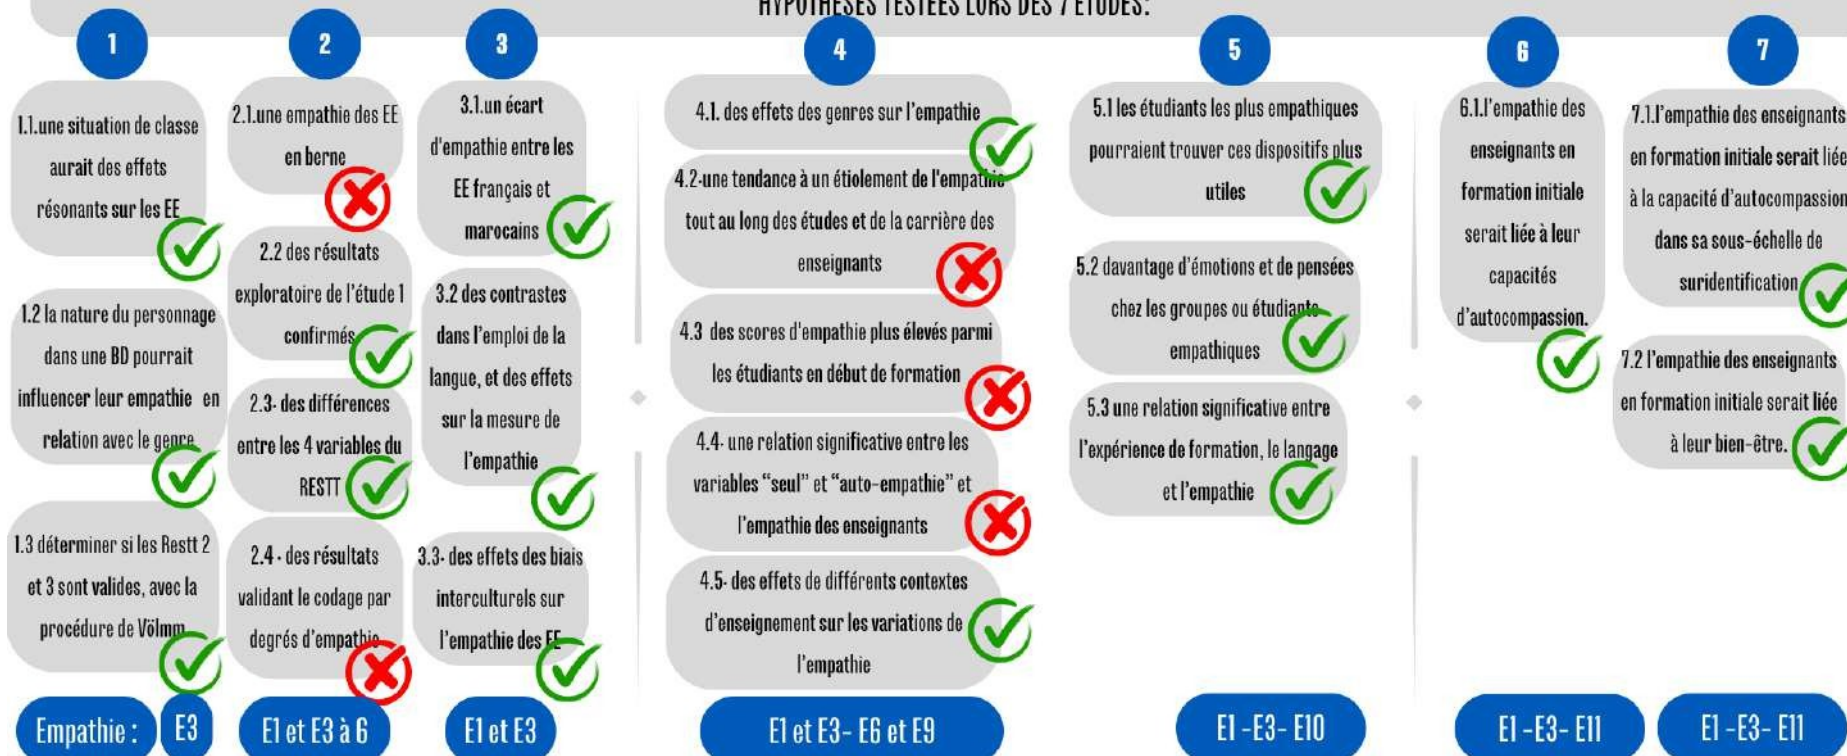 HYPOTHÈSES TESTÉES LORS DES 7 ÉTUDES:
1
1.1.une situation de classe
aurait des effets
résonants sur les EE
1.2 la nature du personnage
dans une BD pourrait
influencer leur empathie en
relation avec le genre
1.3 déterminer si les Restt 2
et 3 sont valides, avec la
procédure de Völmm
Empathie :
E3
2
2.1.une empathie des EE
en berne
2.2 des résultats
exploratoire de l'étude 1
confirmés
2.3- des différences
entre les 4 variables du
RESTT
2.4 - des résultats
validant le codage par
degrés d'empathie
E1 et E3 à 6
3
3.1.un écart
d'empathie entre les
EE français et
marocains
3.2 des contrastes
dans l'emploi de la
langue, et des effets
sur la mesure de
l'empathie
3.3- des effets des biais
interculturels sur
l'empathie des EE
E1 et E3
4
4.1. des effets des genres sur l'empathie
4.2-une tendance à un étiolement de l'empathie
tout au long des études et de la carrière des
enseignants
4.3 des scores d'empathie plus élevés parmi
les étudiants en début de formation
4.4- une relation significative entre les
variables "seul" et "auto-empathie" et
l'empathie des enseignants
4.5- des effets de différents contextes
d'enseignement sur les variations de
l'empathie
E1 et E3- E6 et E9
5
5.1 les étudiants les plus empathiques
pourraient trouver ces dispositifs plus
utiles
5.2 davantage d'émotions et de pensées
chez les groupes ou étudiants
empathiques
5.3 une relation significative entre
l'expérience de formation, le langage
et l'empathie
E1 -E3- E10
6
6.1.l'empathie des
enseignants en
formation initiale
serait liée à leur
capacités
d'autocompassion.
E1 -E3- E11
7
7.1.l'empathie des enseignants
en formation initiale serait liée
à la capacité d'autocompassion
dans sa sous-échelle de
suridentification
7.2 l'empathie des enseignants
en formation initiale serait liée
à leur bien-être.
E1 -E3- E11